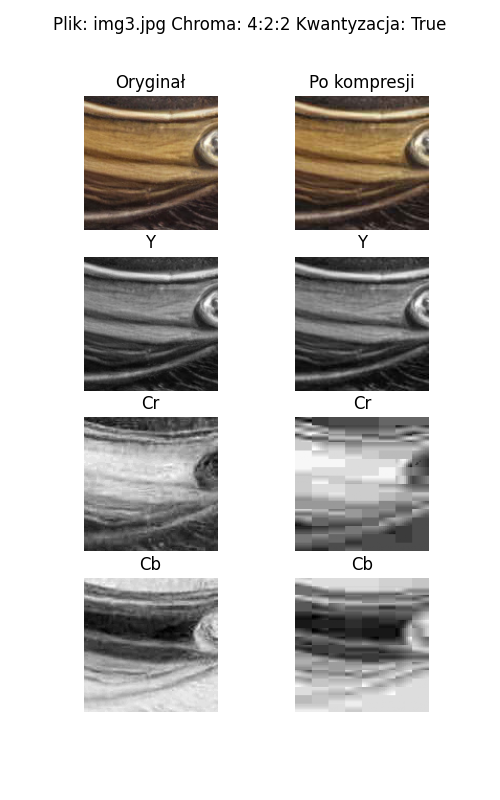 Plik: img3.jpg Chroma: 4:2:2 Kwantyzacja: True
Oryginał Po kompresji
Y Y
Cr Cr
Cb Cb